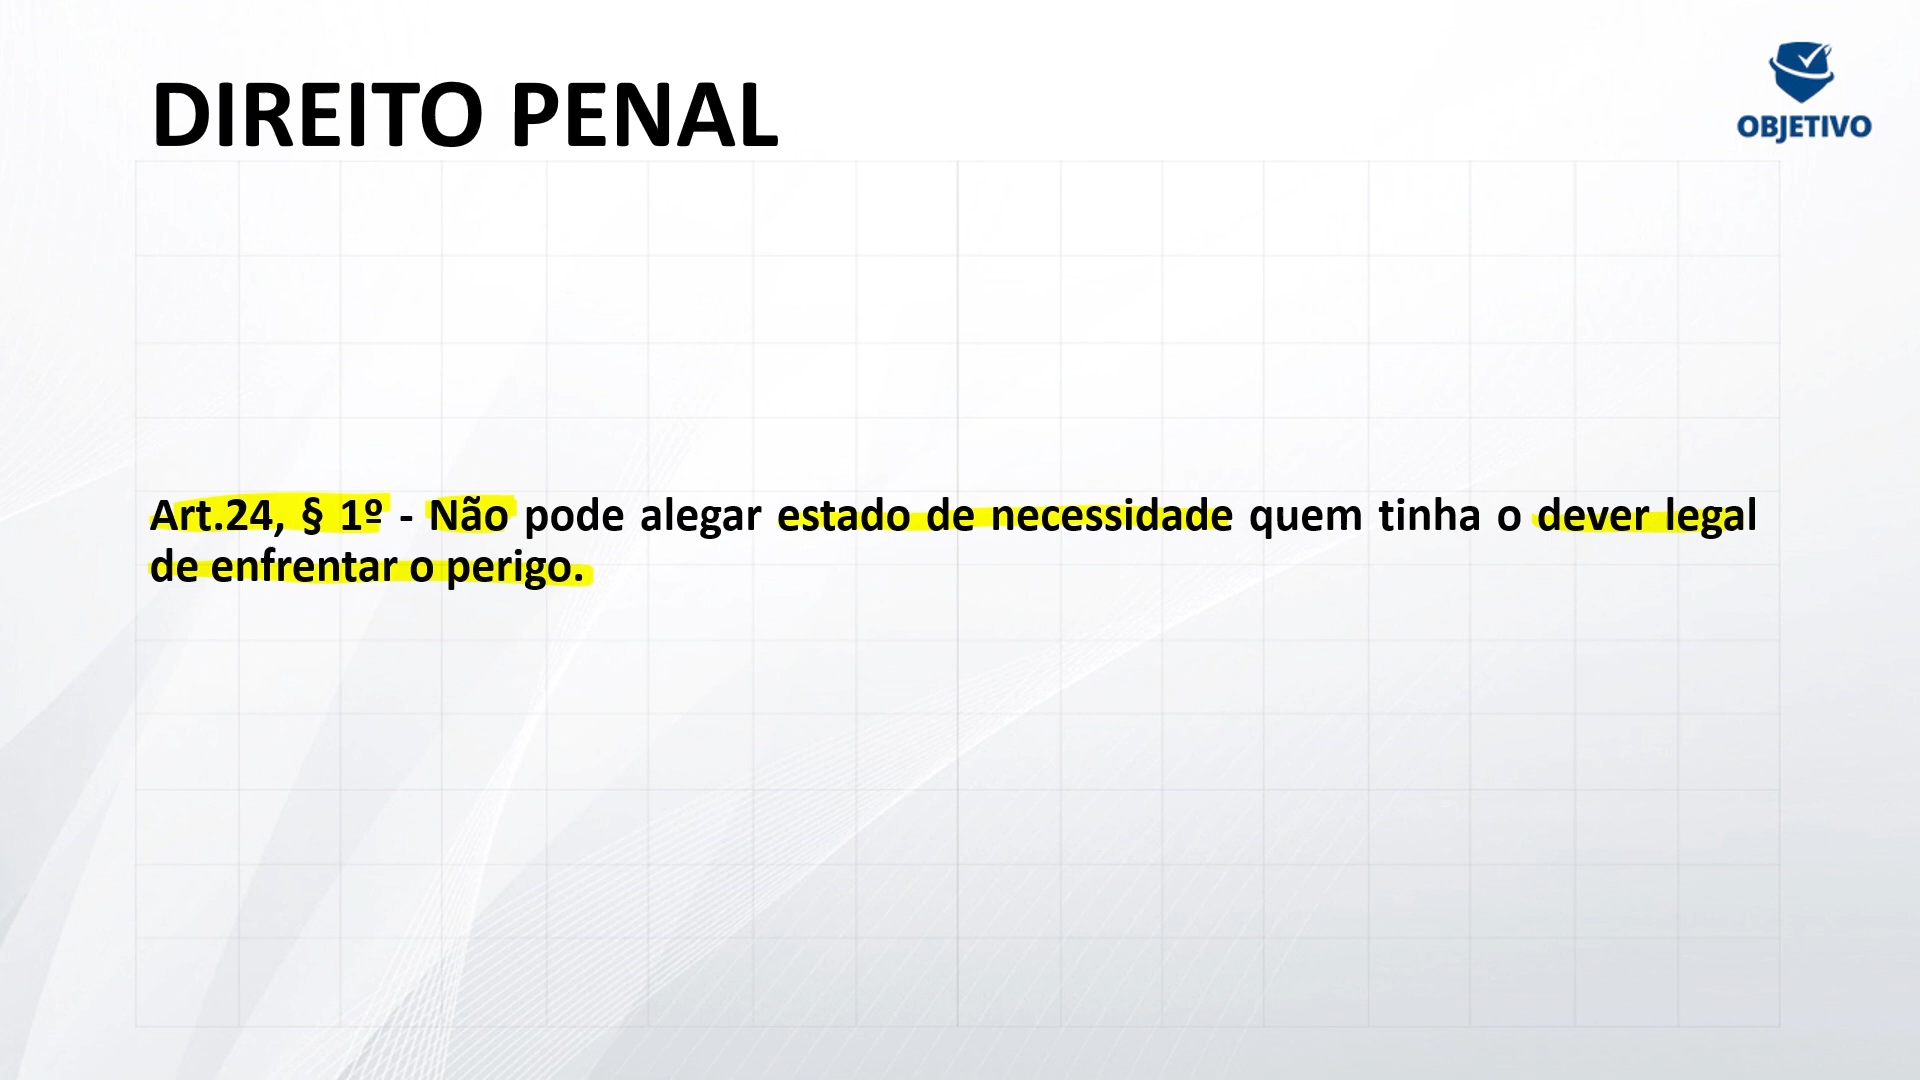 DIREITO PENAL
OBJETIVO
Art.24, § 1º - Não pode alegar estado de necessidade quem tinha o dever legal
de enfrentar o perigo.